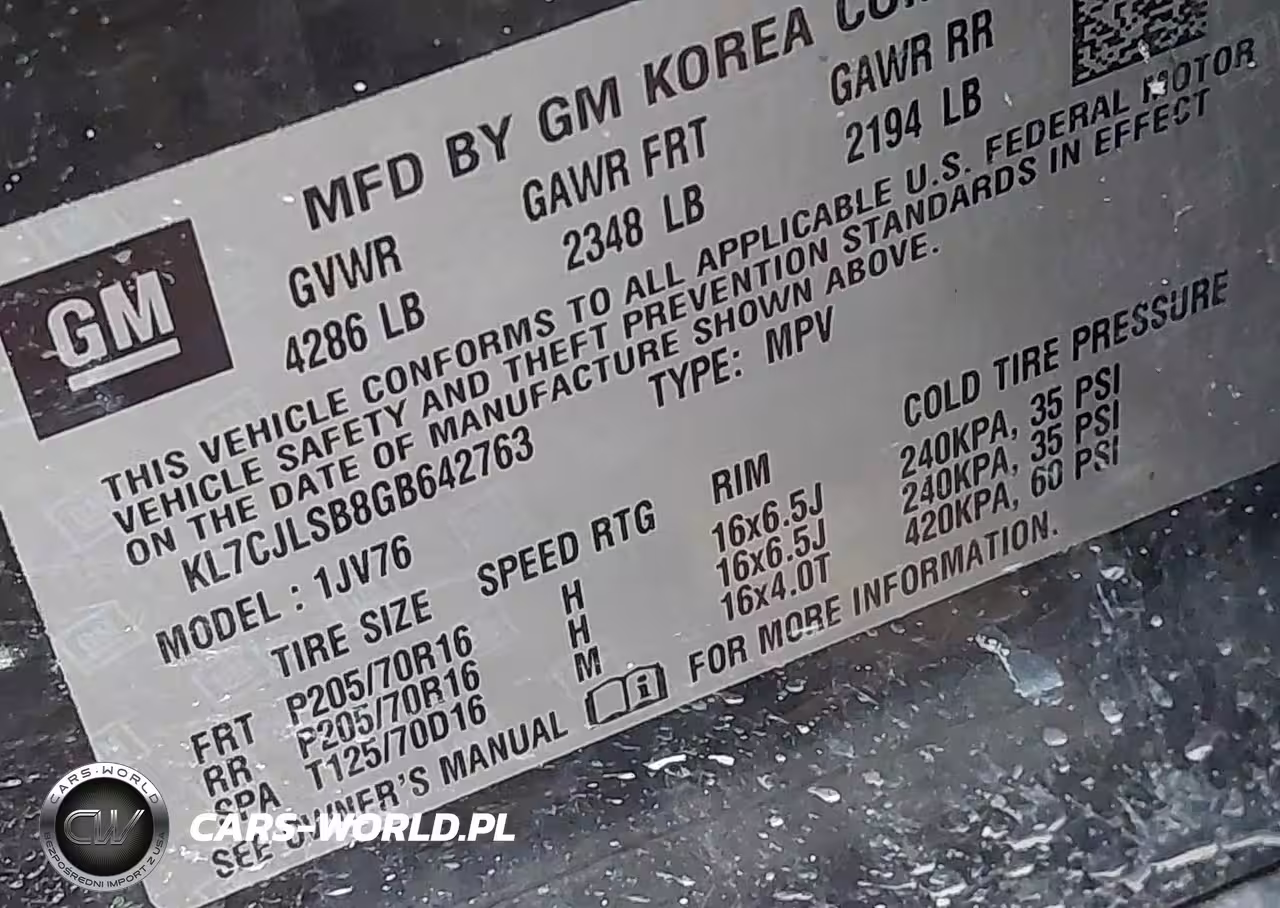 MFD BY GM KOREA
GVWR GAWR FRT GAWR RR
4286 LB 2348 LB 2194 LB
GM
THIS VEHICLE CONFORMS TO ALL APPLICABLE U.S. FEDERAL MOTOR
VEHICLE SAFETY AND THEFT PREVENTION STANDARDS IN EFFECT
ON THE DATE OF MANUFACTURE SHOWN ABOVE.
KL7CJLSB8GB642763 TYPE: MPV
MODEL : 1JV76
TIRE SIZE SPEED RTG RIM COLD TIRE PRESSURE
FRT P205/70R16 H 16x6.5J 240KPA, 35 PSI
RR P205/70R16 H 16x6.5J 240KPA, 35 PSI
SPA T125/70D16 M 16x4.0T 420KPA, 60 PSI
SEE OWNER'S MANUAL FOR MORE INFORMATION.
CARS-WORLD
CW
BEZPOŚREDNI IMPORT Z USA
CARS-WORLD.PL